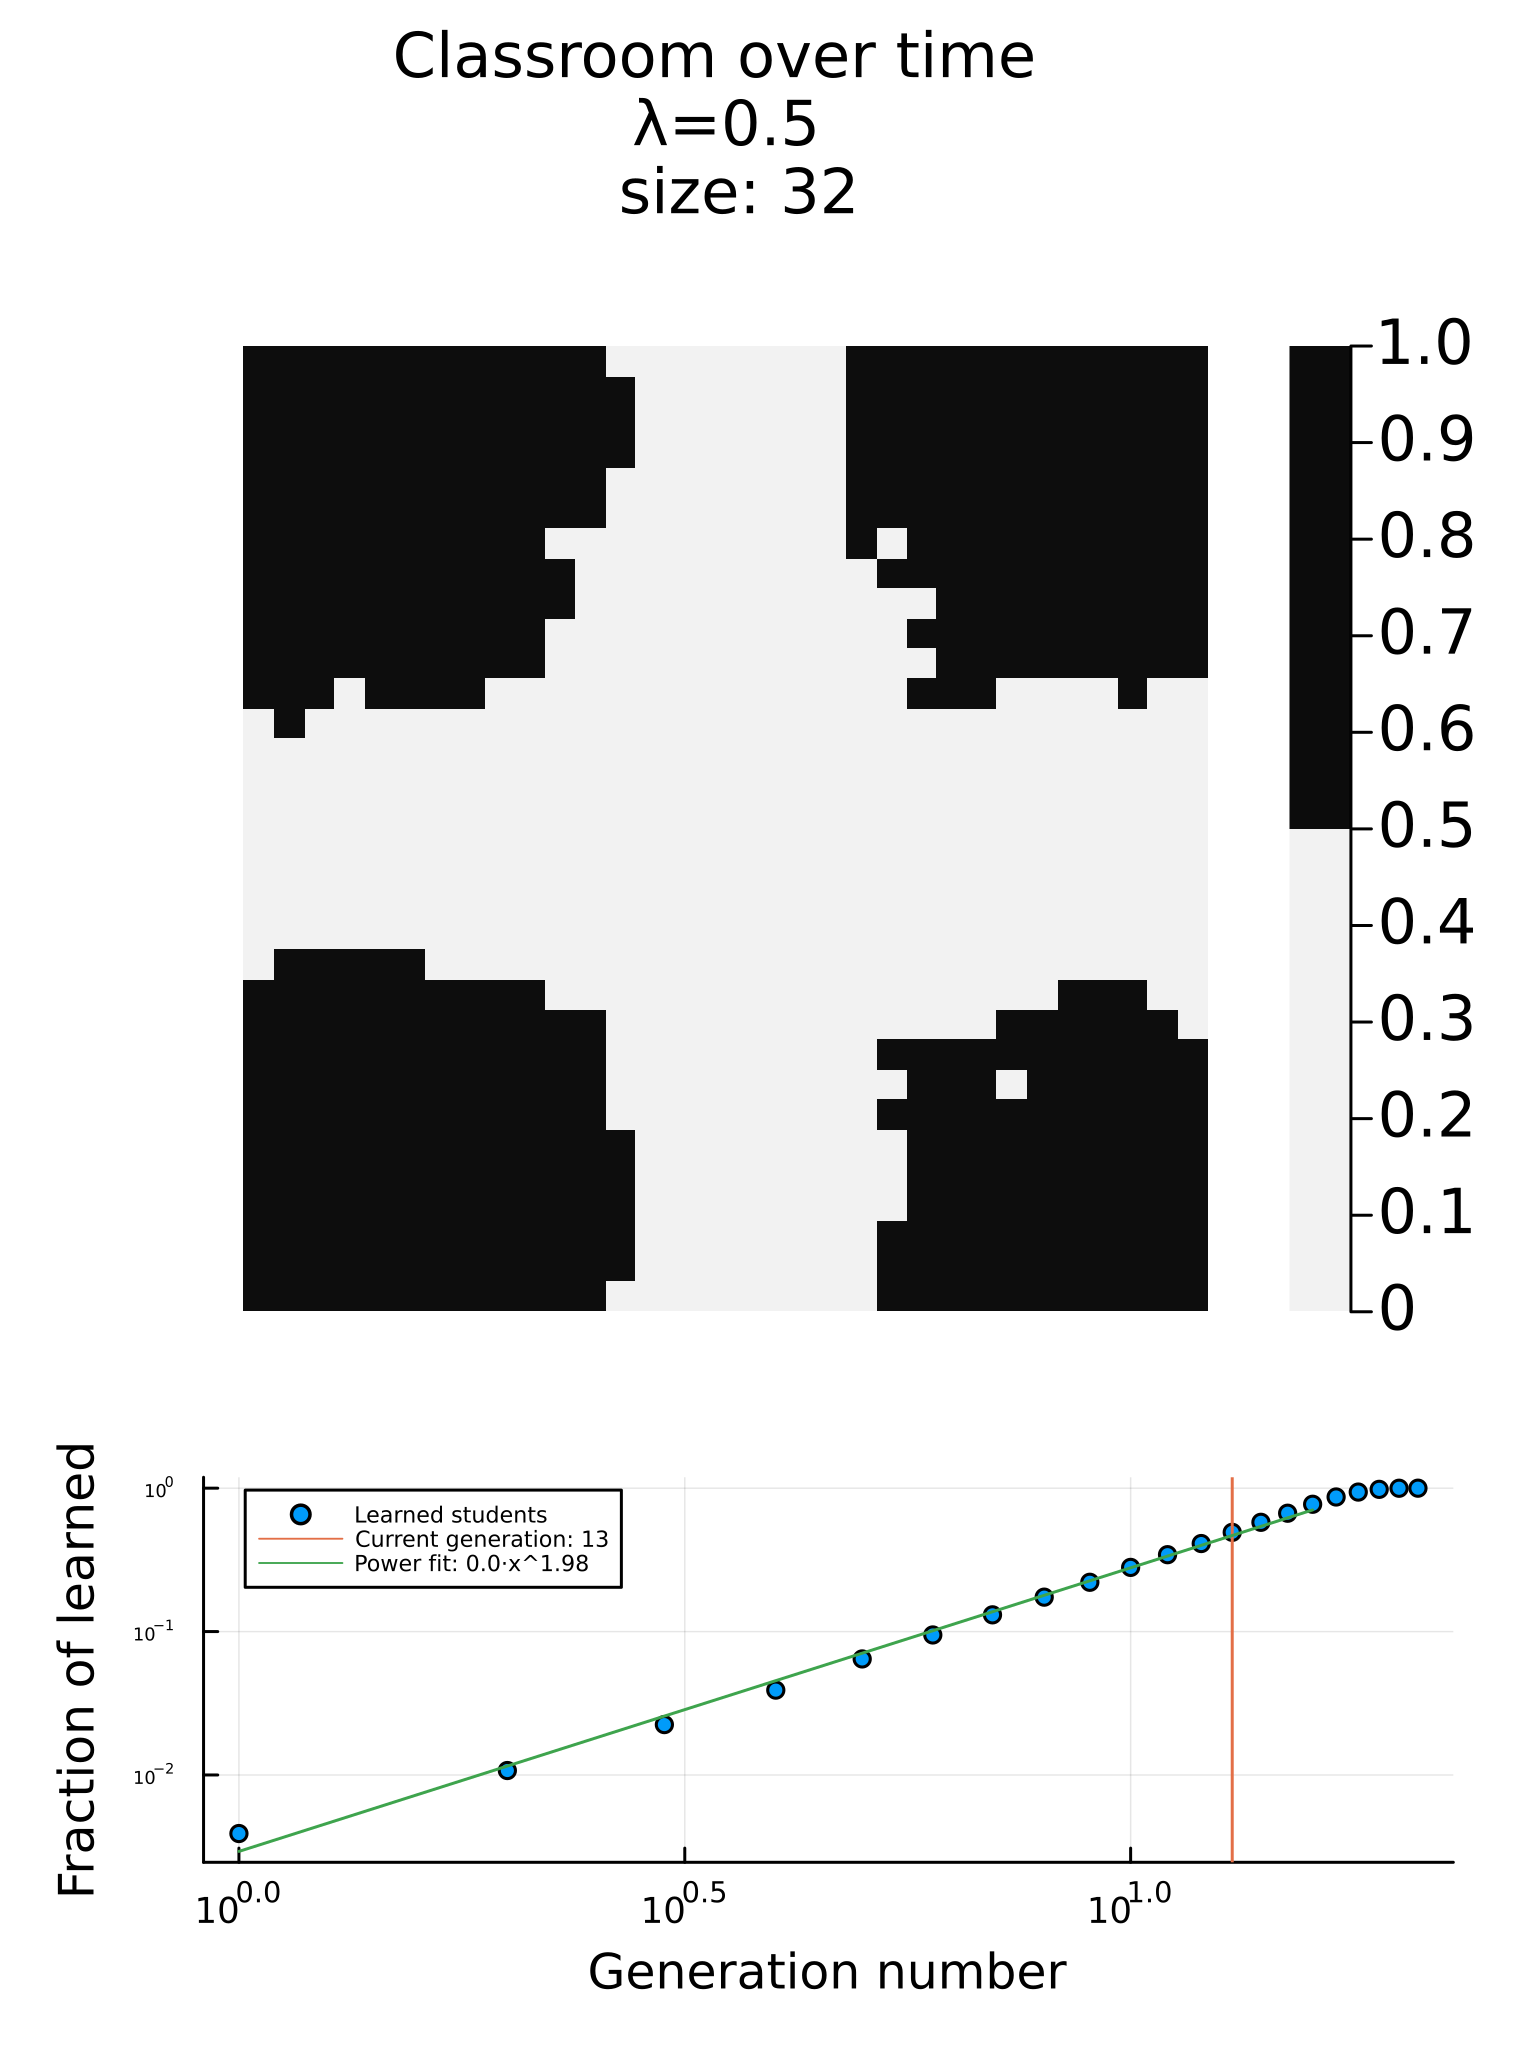 Classroom over time
λ=0.5
size: 32
1.0
0.9
0.8
0.7
0.6
0.5
0.4
0.3
0.2
0.1
0
Fraction of learned
10^0
10^−1
10^−2
Learned students
Current generation: 13
Power fit: 0.0·x^1.98
10^0.0
10^0.5
10^1.0
Generation number